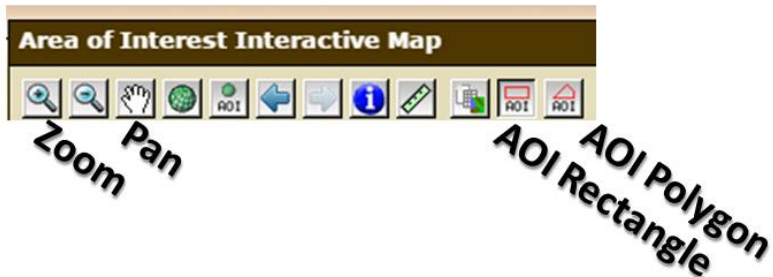 Area of Interest Interactive Map
AOI
AOI
AOI
Zoom
Pan
AOI Rectangle
AOI Polygon